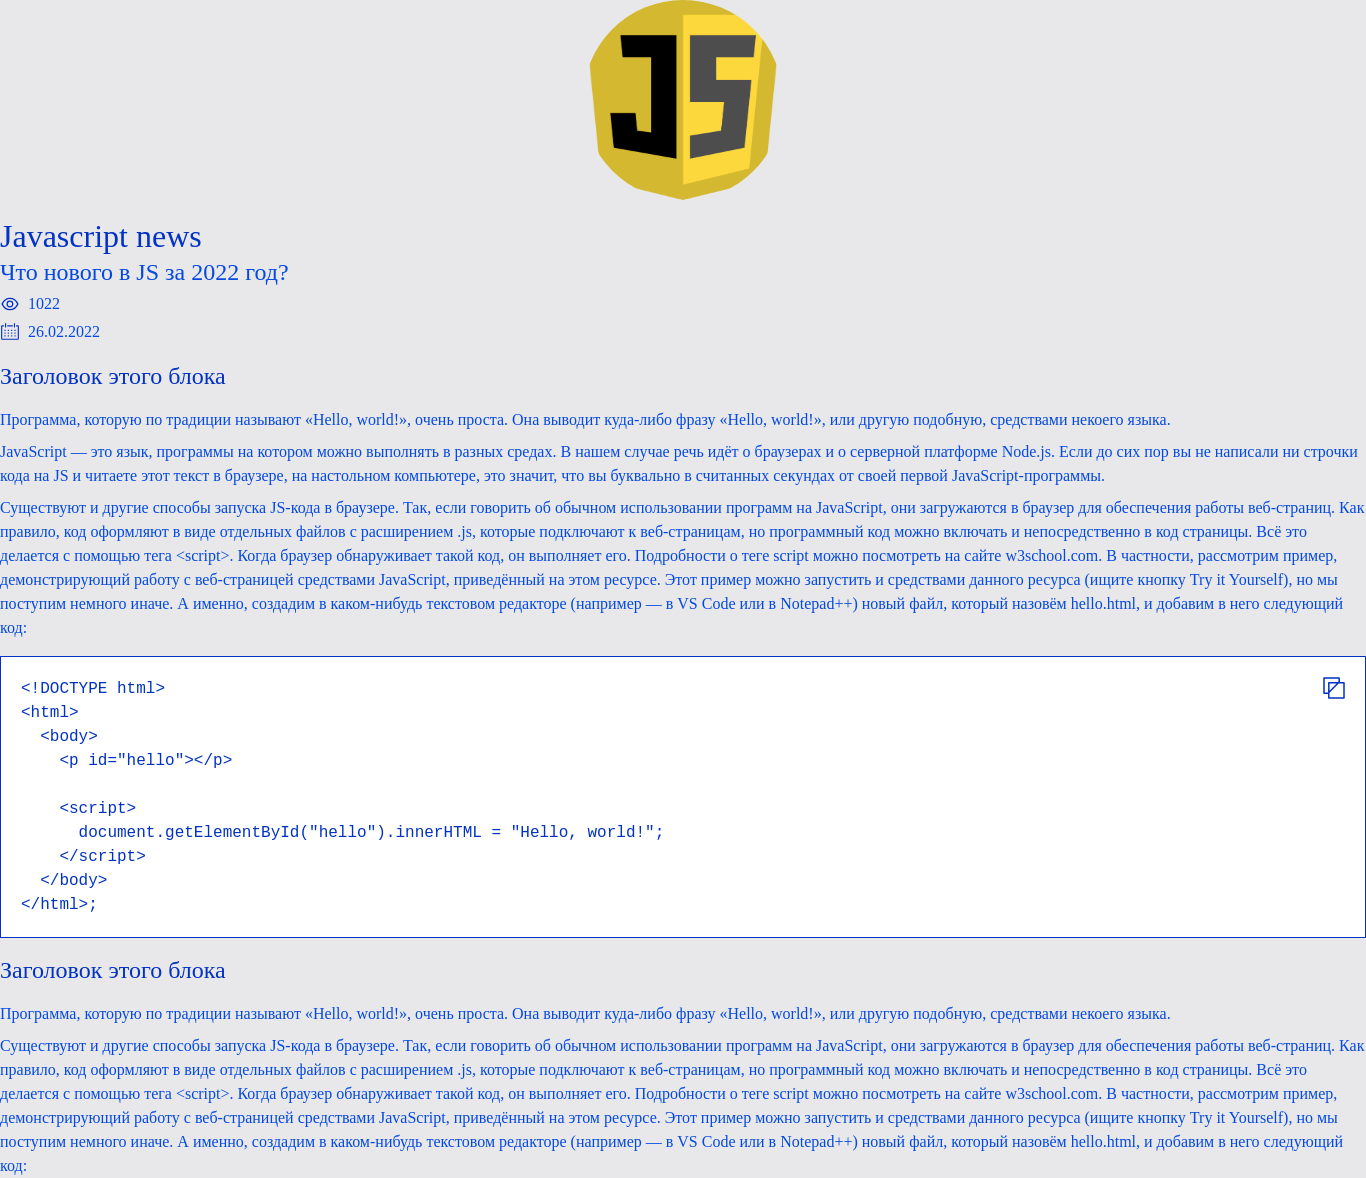 JS
Javascript news
Что нового в JS за 2022 год?
1022
26.02.2022
Заголовок этого блока
Программа, которую по традиции называют «Hello, world!», очень проста. Она выводит куда-либо фразу «Hello, world!», или другую подобную, средствами некоего языка.
JavaScript — это язык, программы на котором можно выполнять в разных средах. В нашем случае речь идёт о браузерах и о серверной платформе Node.js. Если до сих пор вы не написали ни строчки
кода на JS и читаете этот текст в браузере, на настольном компьютере, это значит, что вы буквально в считанных секундах от своей первой JavaScript-программы.
Существуют и другие способы запуска JS-кода в браузере. Так, если говорить об обычном использовании программ на JavaScript, они загружаются в браузер для обеспечения работы веб-страниц. Как
правило, код оформляют в виде отдельных файлов с расширением .js, которые подключают к веб-страницам, но программный код можно включать и непосредственно в код страницы. Всё это
делается с помощью тега <script>. Когда браузер обнаруживает такой код, он выполняет его. Подробности о теге script можно посмотреть на сайте w3school.com. В частности, рассмотрим пример,
демонстрирующий работу с веб-страницей средствами JavaScript, приведённый на этом ресурсе. Этот пример можно запустить и средствами данного ресурса (ищите кнопку Try it Yourself), но мы
поступим немного иначе. А именно, создадим в каком-нибудь текстовом редакторе (например — в VS Code или в Notepad++) новый файл, который назовём hello.html, и добавим в него следующий
код:
<!DOCTYPE html>
<html>
  <body>
    <p id="hello"></p>

    <script>
      document.getElementById("hello").innerHTML = "Hello, world!";
    </script>
  </body>
</html>;
Заголовок этого блока
Программа, которую по традиции называют «Hello, world!», очень проста. Она выводит куда-либо фразу «Hello, world!», или другую подобную, средствами некоего языка.
Существуют и другие способы запуска JS-кода в браузере. Так, если говорить об обычном использовании программ на JavaScript, они загружаются в браузер для обеспечения работы веб-страниц. Как
правило, код оформляют в виде отдельных файлов с расширением .js, которые подключают к веб-страницам, но программный код можно включать и непосредственно в код страницы. Всё это
делается с помощью тега <script>. Когда браузер обнаруживает такой код, он выполняет его. Подробности о теге script можно посмотреть на сайте w3school.com. В частности, рассмотрим пример,
демонстрирующий работу с веб-страницей средствами JavaScript, приведённый на этом ресурсе. Этот пример можно запустить и средствами данного ресурса (ищите кнопку Try it Yourself), но мы
поступим немного иначе. А именно, создадим в каком-нибудь текстовом редакторе (например — в VS Code или в Notepad++) новый файл, который назовём hello.html, и добавим в него следующий
код: